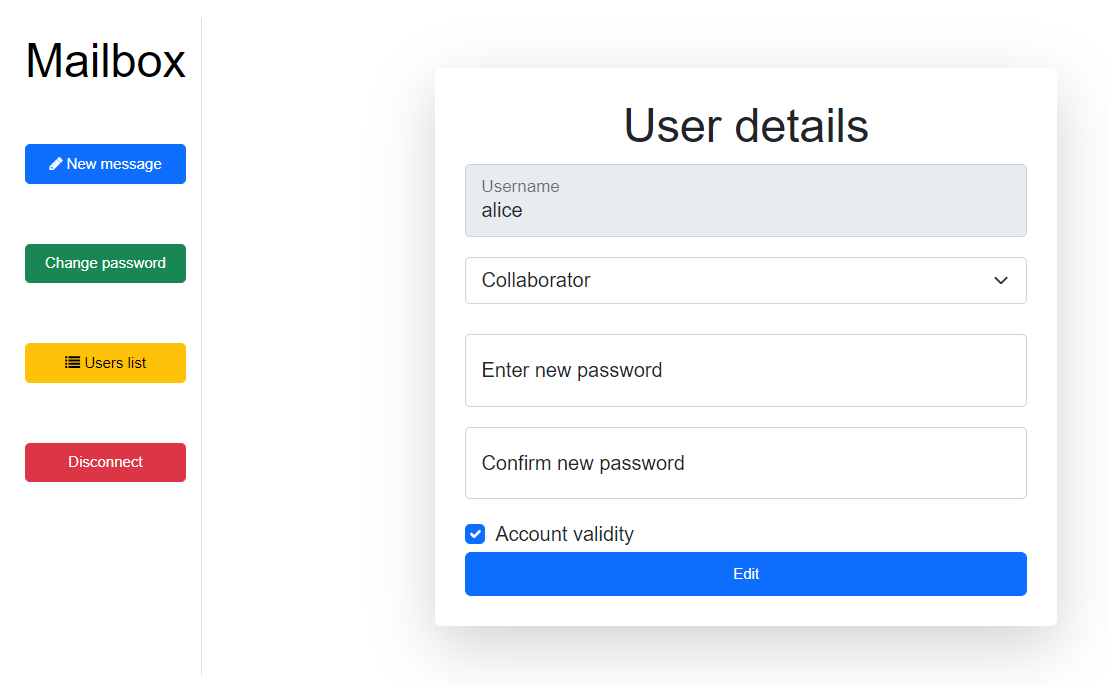 Mailbox
New message
Change password
Users list
Disconnect
User details
Username
alice
Collaborator
Enter new password
Confirm new password
Account validity
Edit